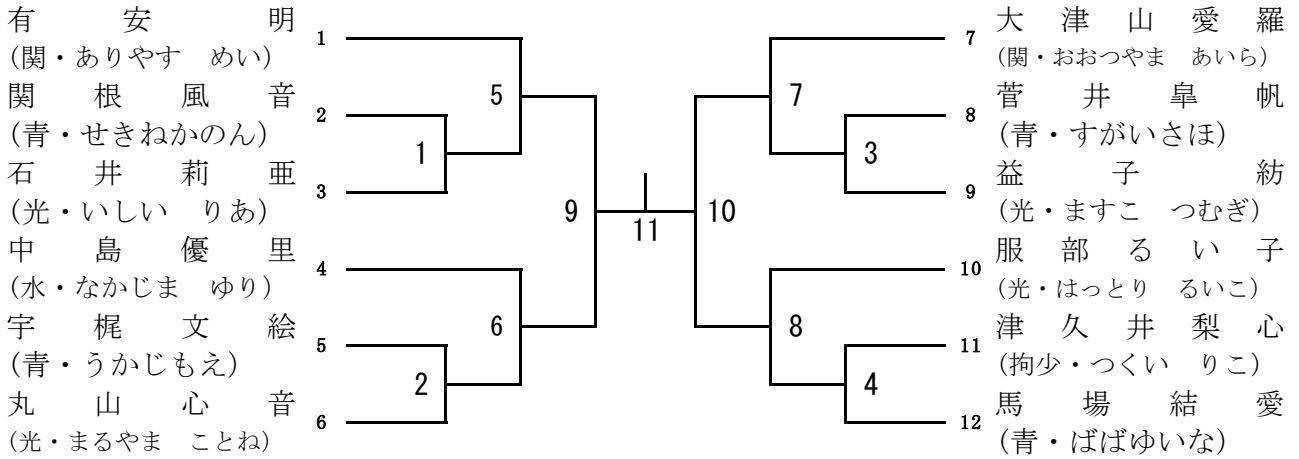 有安明
(関・ありやす　めい)
1
関根風音
(青・せきねかのん)
2
石井莉亜
(光・いしい　りあ)
3
中島優里
(水・なかじま　ゆり)
4
宇梶文絵
(青・うかじもえ)
5
丸山心音
(光・まるやま　ことね)
6
1
2
5
6
9
11
10
7
8
3
4
大津山愛羅
(関・おおつやま　あいら)
7
菅井皐帆
(青・すがいさほ)
8
益子紡
(光・ますこ　つむぎ)
9
服部るい子
(光・はっとり　るいこ)
10
津久井梨心
(拘少・つくい　りこ)
11
馬場結愛
(青・ばばゆいな)
12